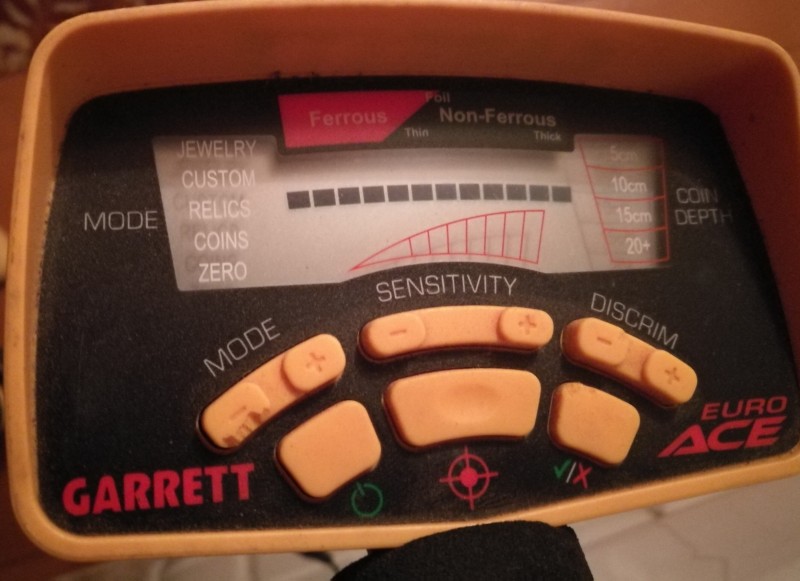 Ferrous
Foil
Non-Ferrous
Thin
Thick
MODE
JEWELRY
CUSTOM
RELICS
COINS
ZERO
5cm
10cm
15cm
20+
COIN
DEPTH
MODE
- +
SENSITIVITY
- +
DISCRIM
- +
GARRETT
✓/X
EURO
ACE